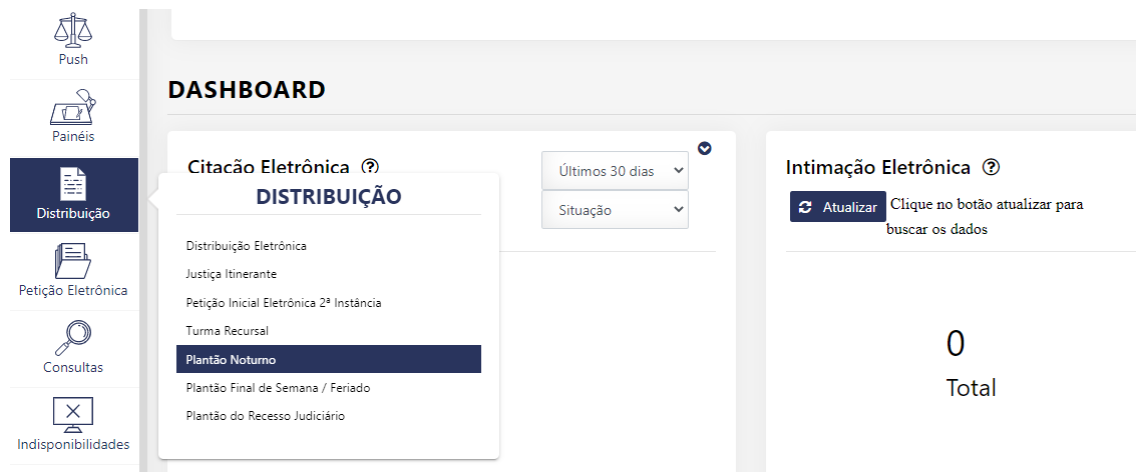 Push
Painéis
Distribuição
Petição Eletrônica
Consultas
Indisponibilidades
DASHBOARD
Citação Eletrônica ?
Últimos 30 dias
Situação
DISTRIBUIÇÃO
Distribuição Eletrônica
Justiça Itinerante
Petição Inicial Eletrônica 2ª Instância
Turma Recursal
Plantão Noturno
Plantão Final de Semana / Feriado
Plantão do Recesso Judiciário
Intimação Eletrônica ?
Atualizar Clique no botão atualizar para
buscar os dados
0
Total